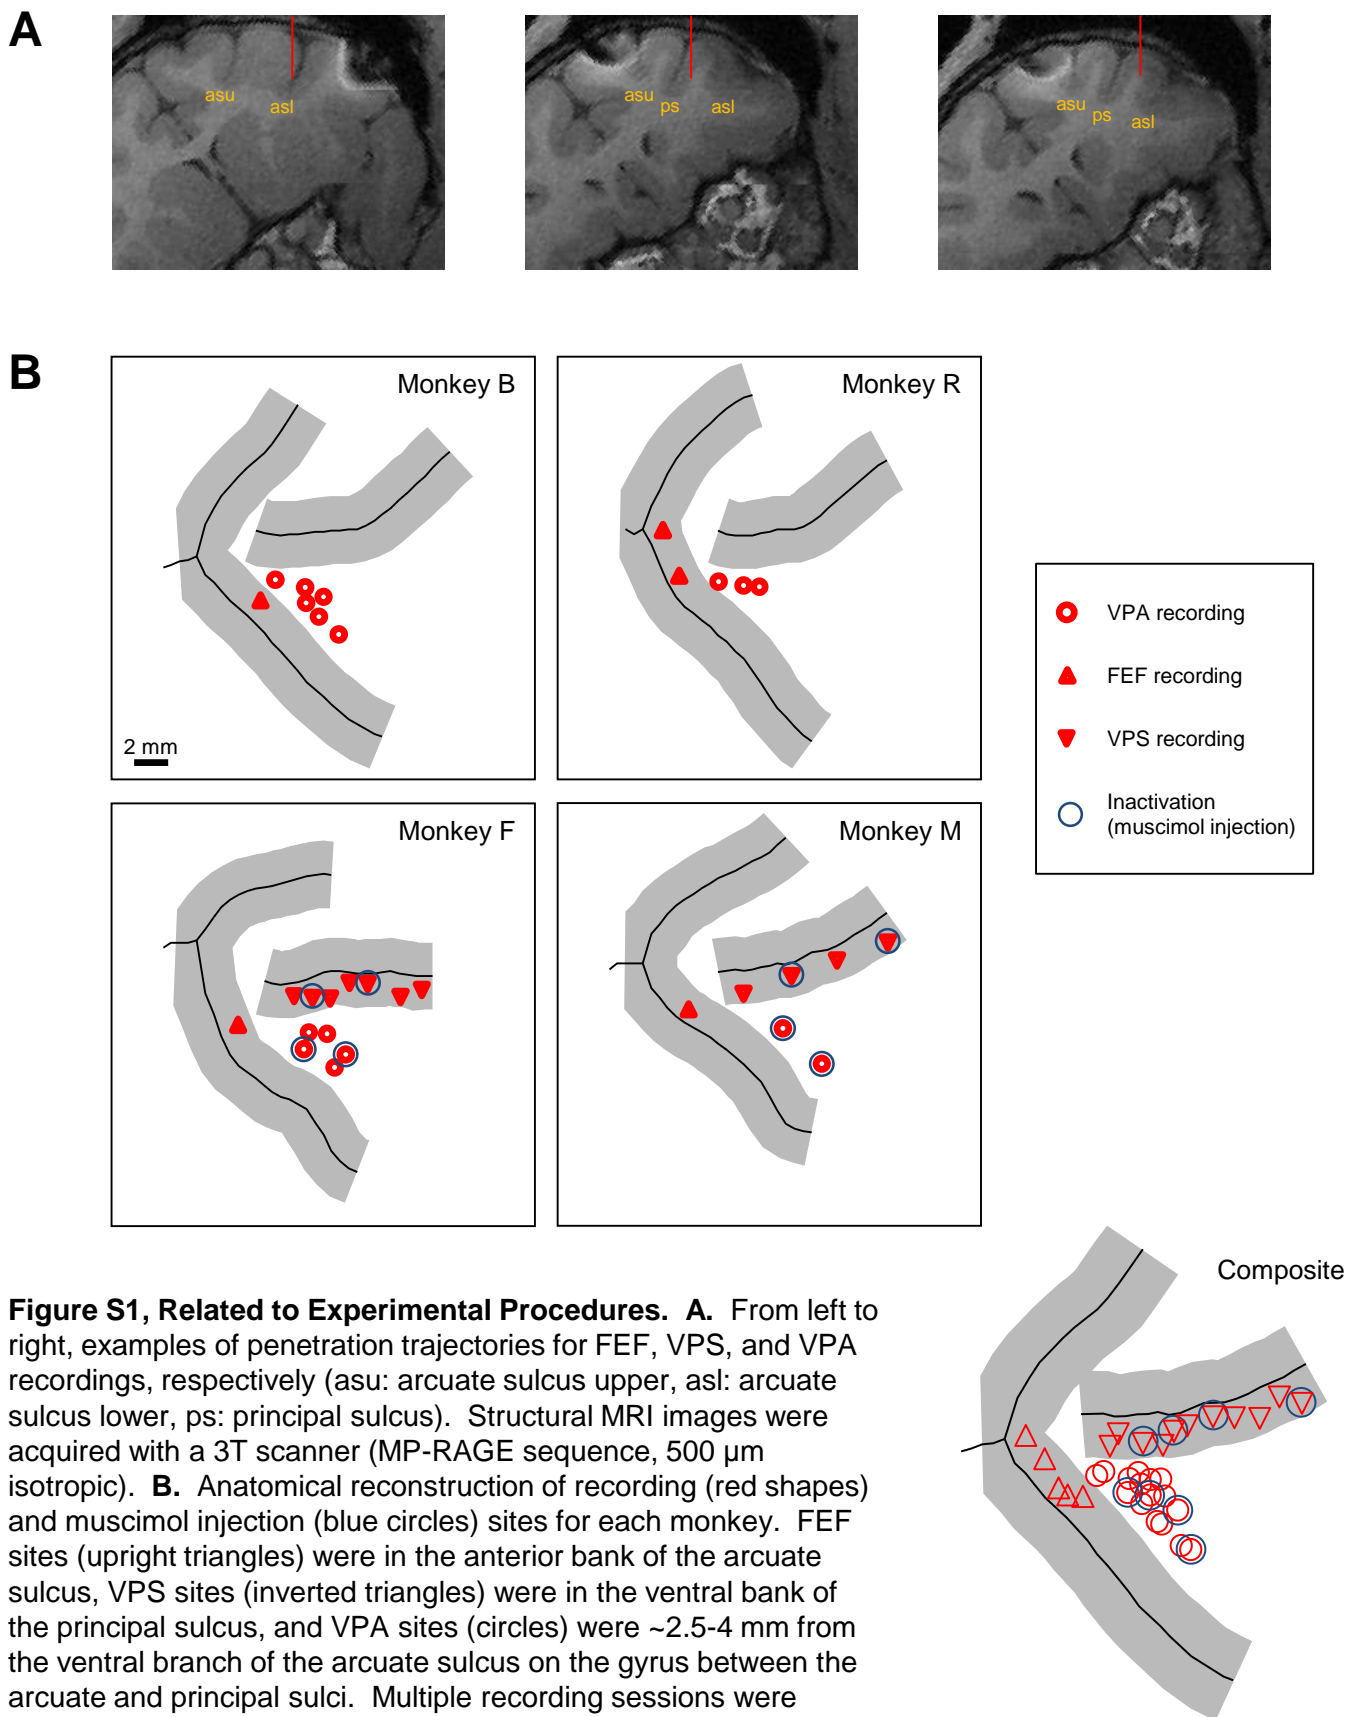 A
asu
asl
asu
ps
asl
asu
ps
asl
B
Monkey B
2 mm
Monkey R
Monkey F
Monkey M
VPA recording
FEF recording
VPS recording
Inactivation
(muscimol injection)
Composite
Figure S1, Related to Experimental Procedures. A. From left to
right, examples of penetration trajectories for FEF, VPS, and VPA
recordings, respectively (asu: arcuate sulcus upper, asl: arcuate
sulcus lower, ps: principal sulcus). Structural MRI images were
acquired with a 3T scanner (MP-RAGE sequence, 500 µm
isotropic). B. Anatomical reconstruction of recording (red shapes)
and muscimol injection (blue circles) sites for each monkey. FEF
sites (upright triangles) were in the anterior bank of the arcuate
sulcus, VPS sites (inverted triangles) were in the ventral bank of
the principal sulcus, and VPA sites (circles) were ~2.5-4 mm from
the ventral branch of the arcuate sulcus on the gyrus between the
arcuate and principal sulci. Multiple recording sessions were